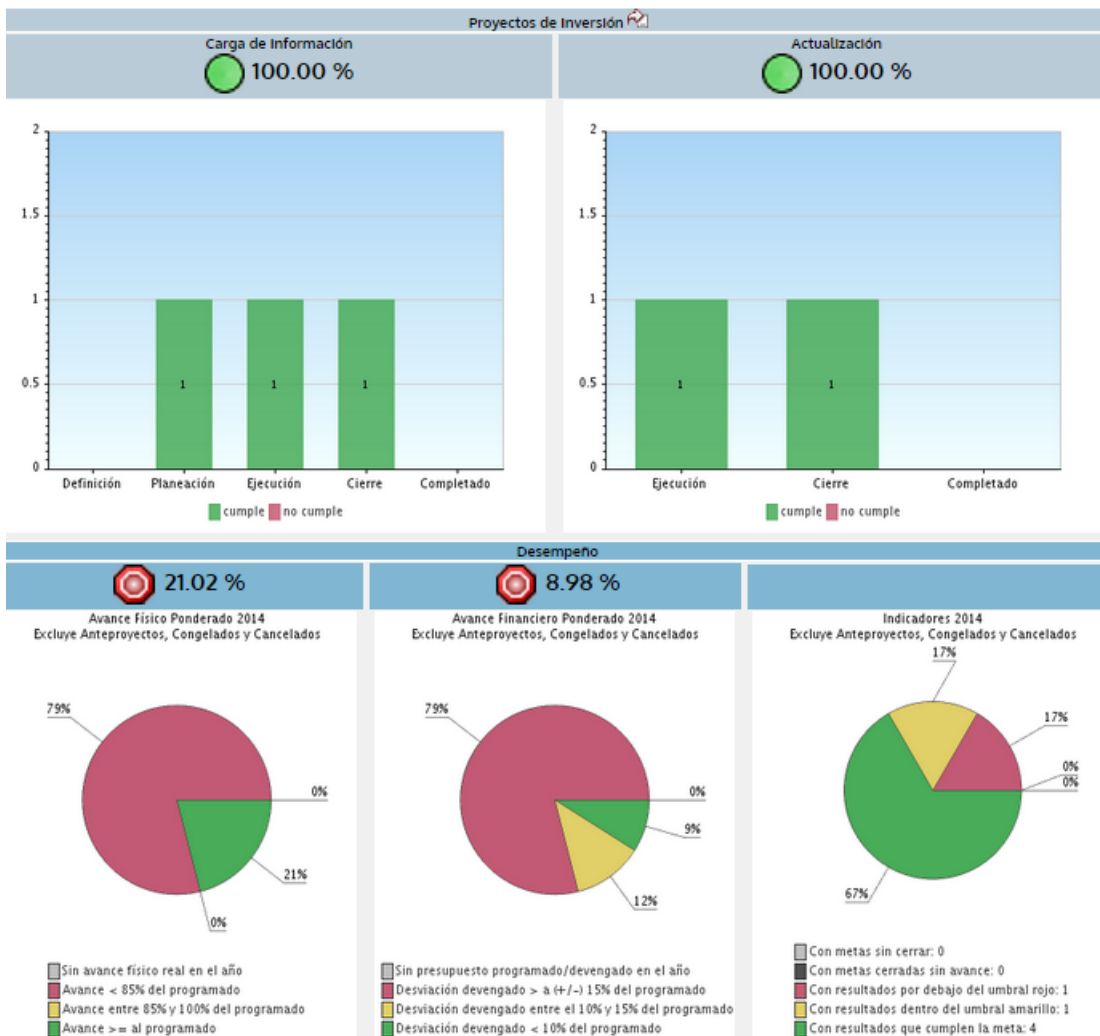 Proyectos de Inversión
Carga de Información
100.00 %
Actualización
100.00 %
2
1.5
1
0.5
0
1
1
1
Definición Planeación Ejecución Cierre Completado
cumple no cumple
2
1.5
1
0.5
0
1
1
Ejecución Cierre Completado
cumple no cumple
Desempeño
21.02 %
8.98 %
Avance Físico Ponderado 2014
Excluye Anteproyectos, Congelados y Cancelados
79%
0%
21%
0%
Sin avance físico real en el año
Avance < 85% del programado
Avance entre 85% y 100% del programado
Avance >= al programado
Avance Financiero Ponderado 2014
Excluye Anteproyectos, Congelados y Cancelados
79%
0%
9%
12%
Sin presupuesto programado/devengado en el año
Desviación devengado > a (+/-) 15% del programado
Desviación devengado entre el 10% y 15% del programado
Desviación devengado < 10% del programado
Indicadores 2014
Excluye Anteproyectos, Congelados y Cancelados
17%
17%
0%
0%
67%
Con metas sin cerrar: 0
Con metas cerradas sin avance: 0
Con resultados por debajo del umbral rojo: 1
Con resultados dentro del umbral amarillo: 1
Con resultados que cumplen la meta: 4